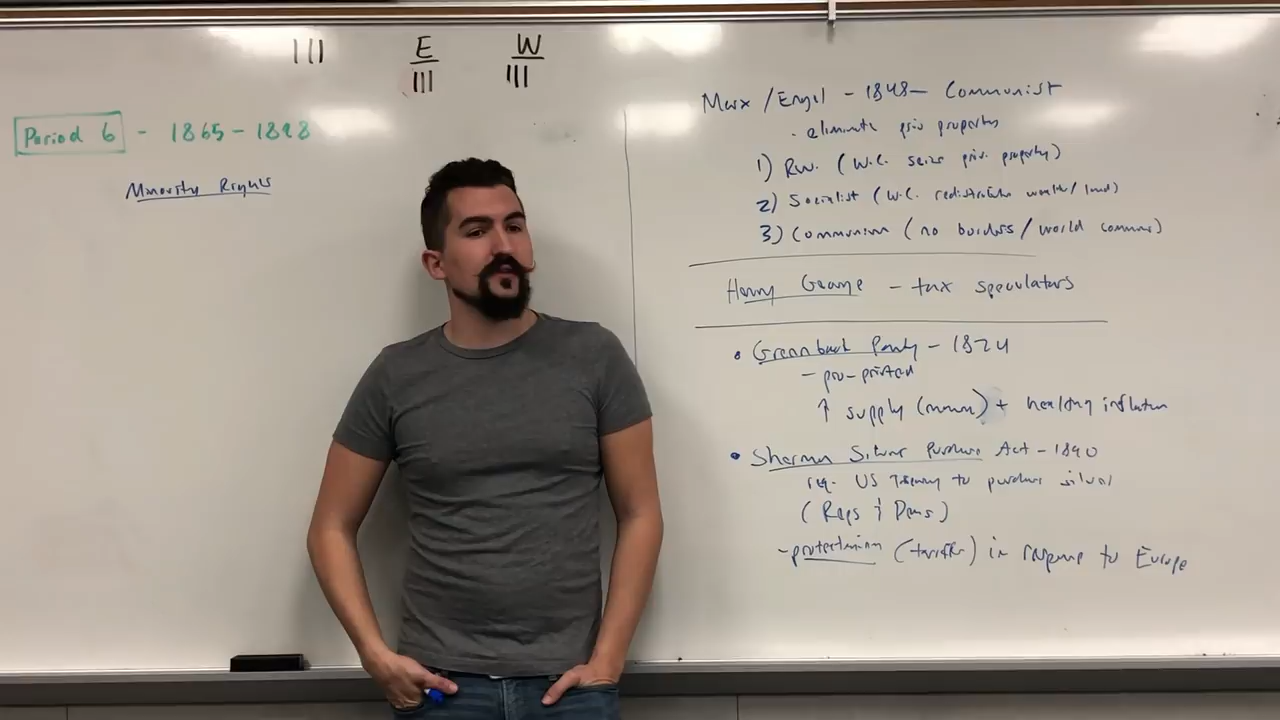 E W
Period 6 - 1865-1898
Minority Rights
Marx/Engel - 1848 - Communist
· eliminate priv property
1) Rev. (W.C. seize priv. property)
2) Socialist (W.C. redistribute wealth/land)
3) Communism (no borders/world commun)
Henry George - tax speculators
• Greenback Party - 1874
- pro-printed
↑ supply (money) + healthy inflation
• Sherman Silver Purchase Act - 1890
req. US Treasury to purchase silver
(Reps & Dems)
- protectionism (tariffs) in response to Europe